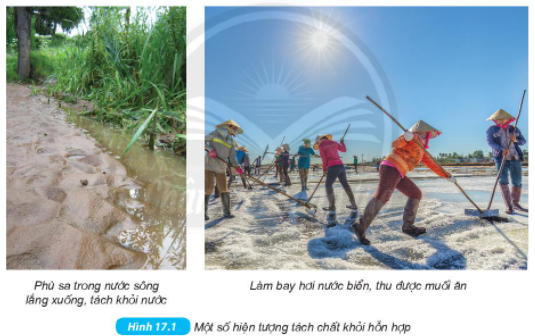 Phù sa trong nước sông
lắng xuống, tách khỏi nước
Làm bay hơi nước biển, thu được muối ăn
Hình 17.1 Một số hiện tượng tách chất khỏi hỗn hợp